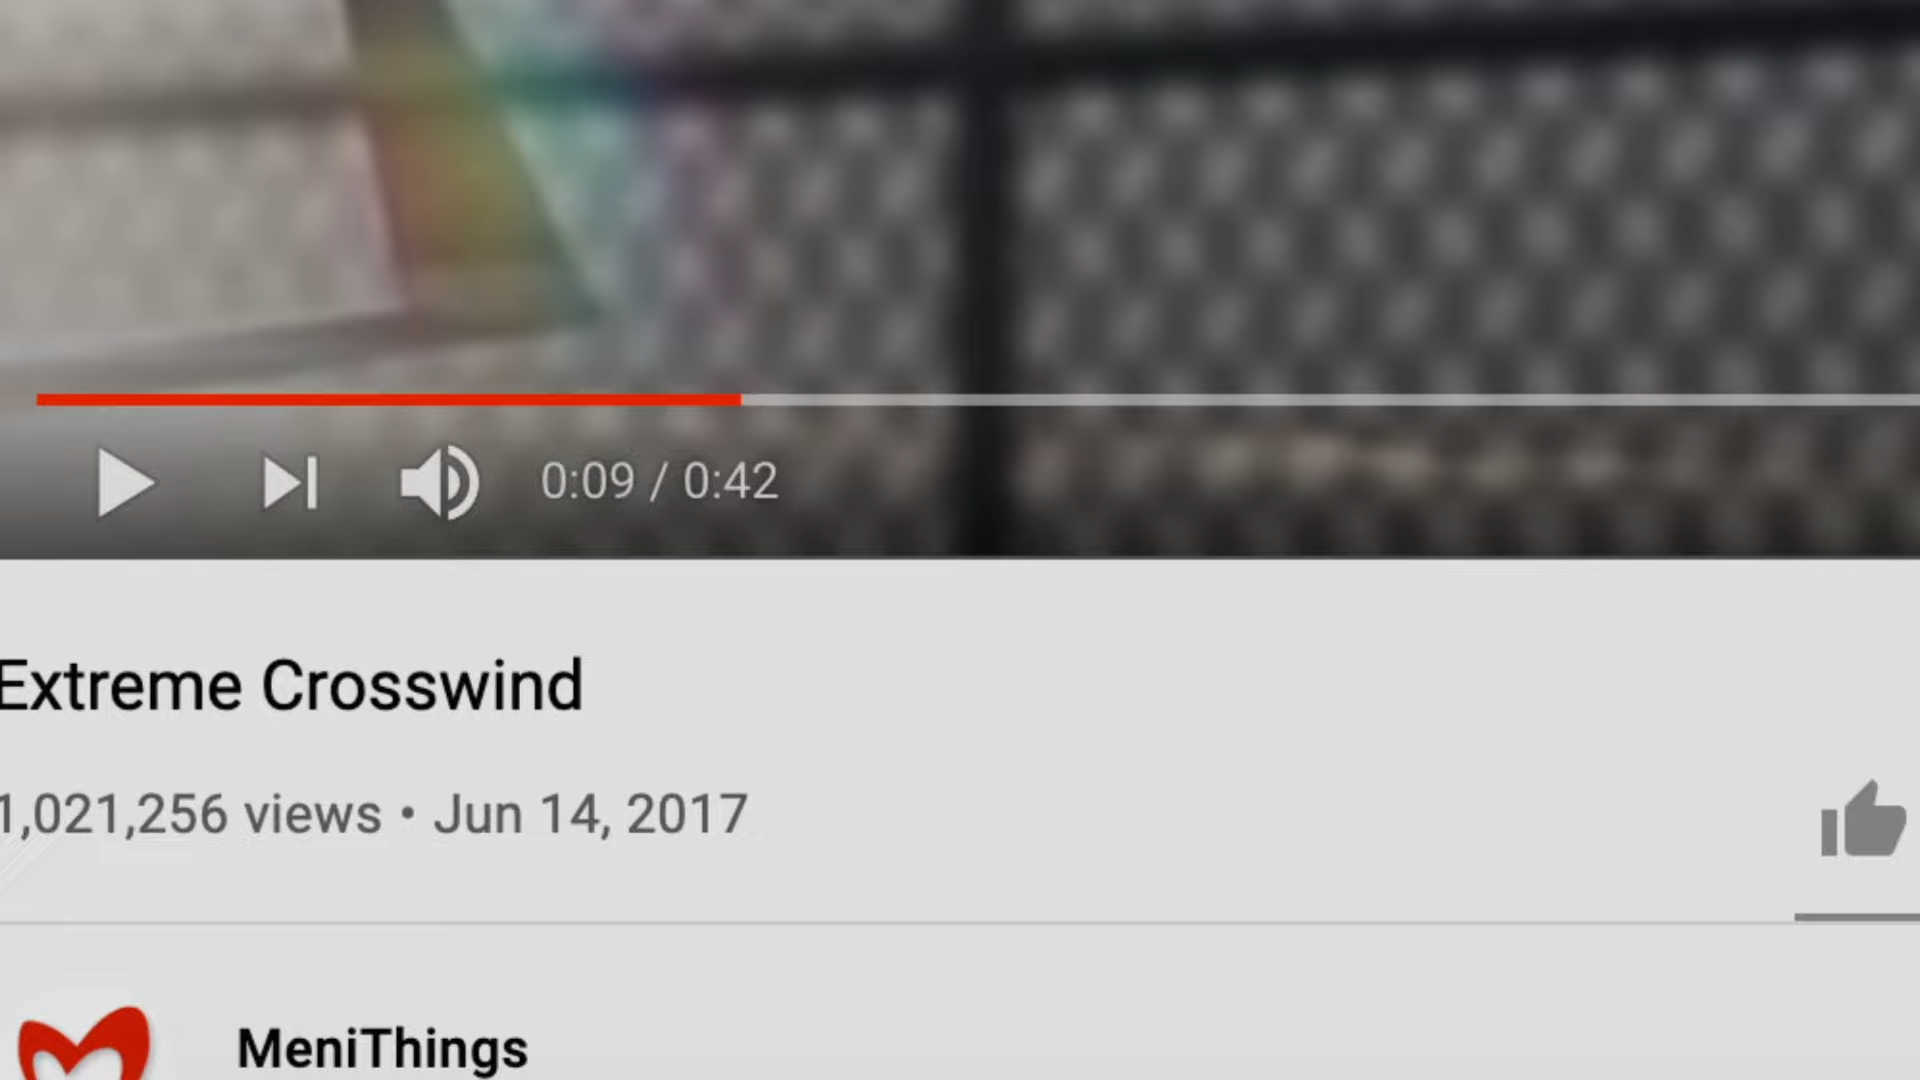 0:09 / 0:42
Extreme Crosswind
1,021,256 views • Jun 14, 2017
MeniThings